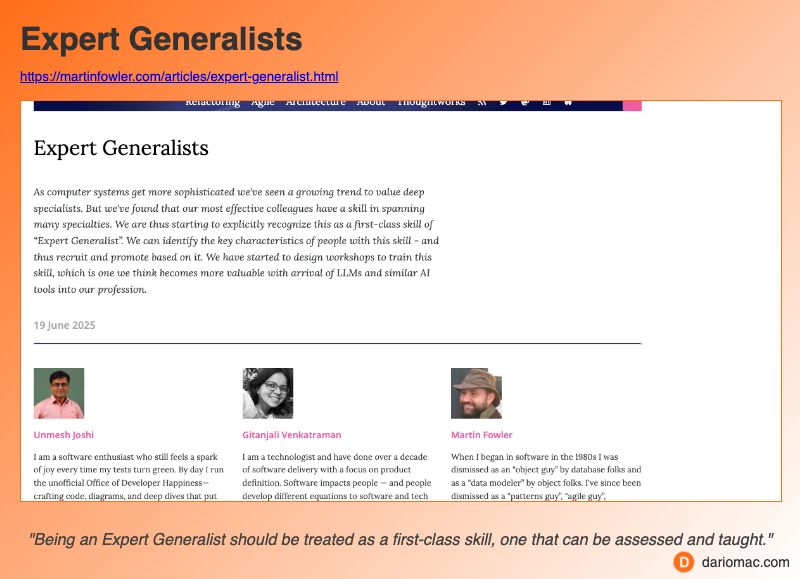 Expert Generalists
https://martinfowler.com/articles/expert-generalist.html
Refactoring Agile Architecture About Thoughtworks
Expert Generalists
As computer systems get more sophisticated we've seen a growing trend to value deep
specialists. But we've found that our most effective colleagues have a skill in spanning
many specialties. We are thus starting to explicitly recognize this as a first-class skill of
“Expert Generalist”. We can identify the key characteristics of people with this skill - and
thus recruit and promote based on it. We have started to design workshops to train this
skill, which is one we think becomes more valuable with arrival of LLMs and similar AI
tools into our profession.
19 June 2025
Unmesh Joshi
I am a software enthusiast who still feels a spark
of joy every time my tests turn green. By day I run
the unofficial Office of Developer Happiness—
crafting code, diagrams, and deep dives that put
Gitanjali Venkatraman
I am a technologist and have done over a decade
of software delivery with a focus on product
definition. Software impacts people — and people
develop different equations to software and tech
Martin Fowler
When I began in software in the 1980s I was
dismissed as an “object guy” by database folks and
as a “data modeler” by object folks. I've since been
dismissed as a “patterns guy”, “agile guy”,
"Being an Expert Generalist should be treated as a first-class skill, one that can be assessed and taught."
D dariomac.com